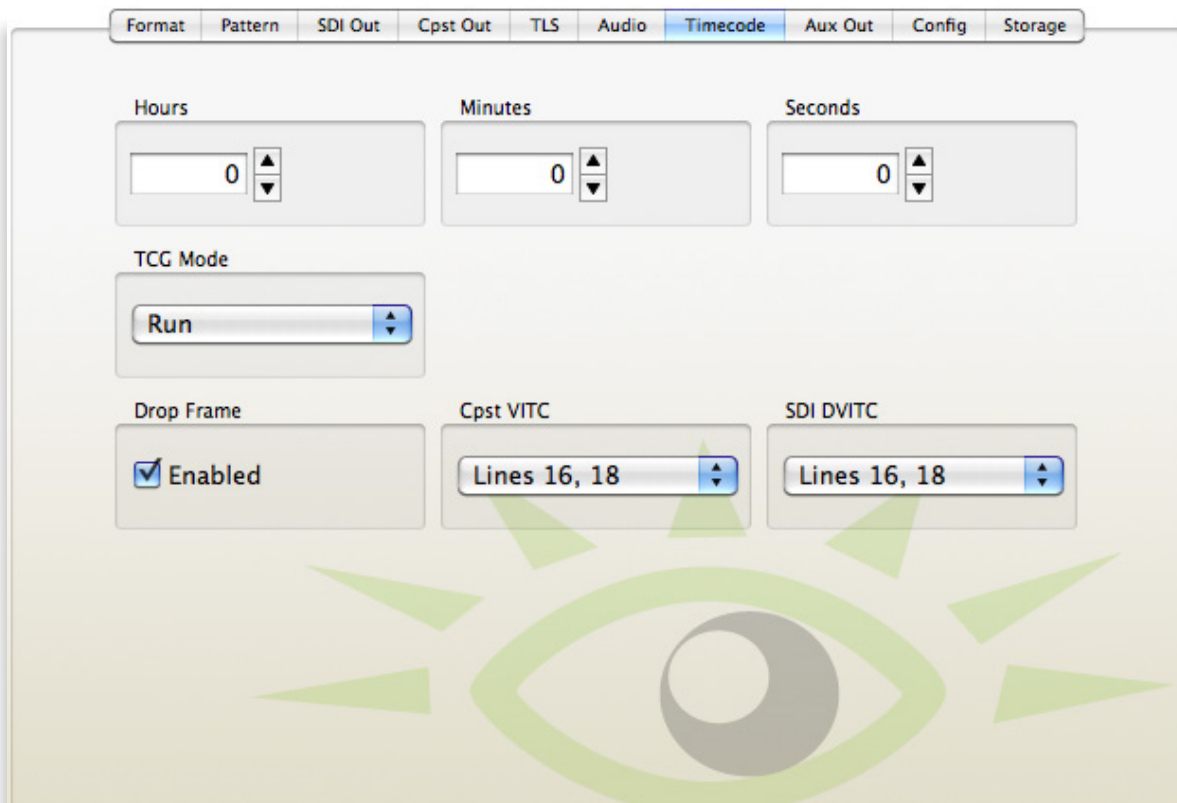 Format Pattern SDI Out Cpst Out TLS Audio Timecode Aux Out Config Storage
Hours Minutes Seconds
0 0 0
TCG Mode
Run
Drop Frame Cpst VITC SDI DVITC
Enabled Lines 16, 18 Lines 16, 18